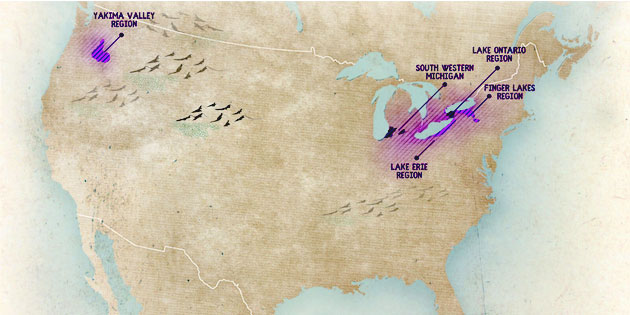 YAKIMA VALLEY
REGION
LAKE ONTARIO
REGION
SOUTH WESTERN
MICHIGAN
FINGER LAKES
REGION
LAKE ERIE
REGION